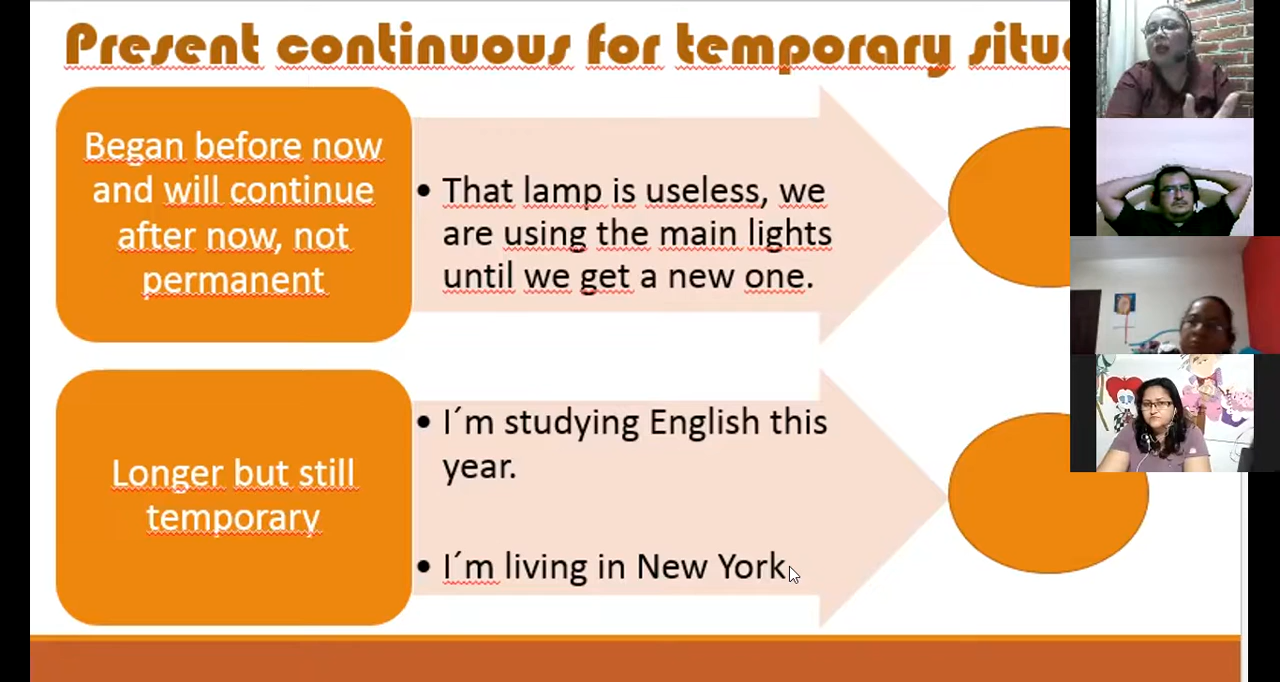 Present continuous for temporary situ
Began before now
and will continue
after now, not
permanent
• That lamp is useless, we
are using the main lights
until we get a new one.
Longer but still
temporary
• I´m studying English this
year.
• I´m living in New York